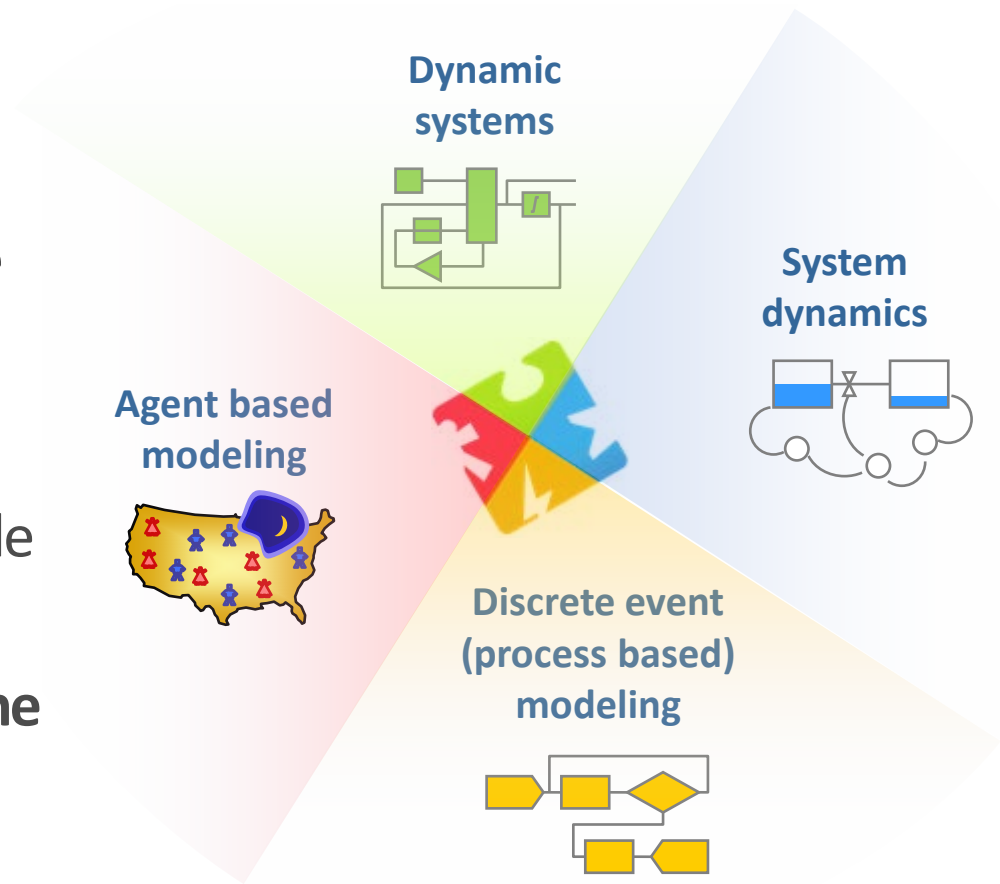 Dynamic
systems
System
dynamics
Agent based
modeling
Discrete event
(process based)
modeling